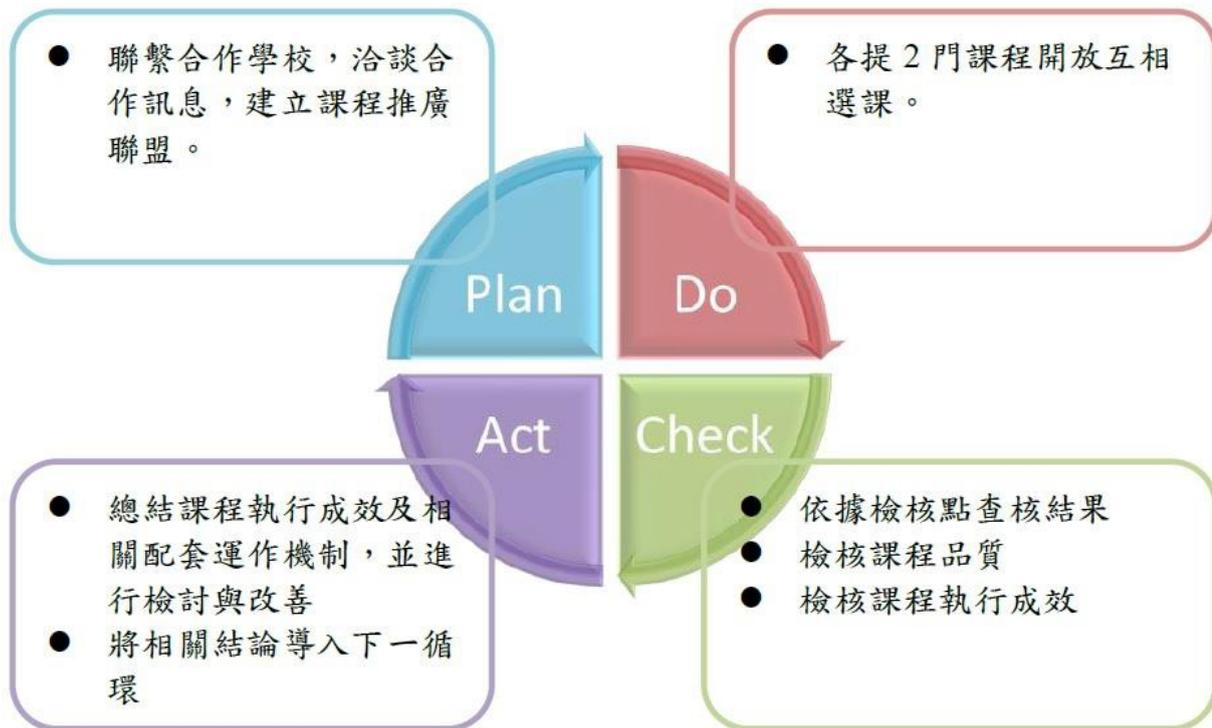 ● 聯繫合作學校，洽談合
作訊息，建立課程推廣
聯盟。
● 各提 2 門課程開放互相
選課。
Plan
Do
Act
Check
● 總結課程執行成效及相
關配套運作機制，並進
行檢討與改善
● 將相關結論導入下一循
環
● 依據檢核點查核結果
● 檢核課程品質
● 檢核課程執行成效